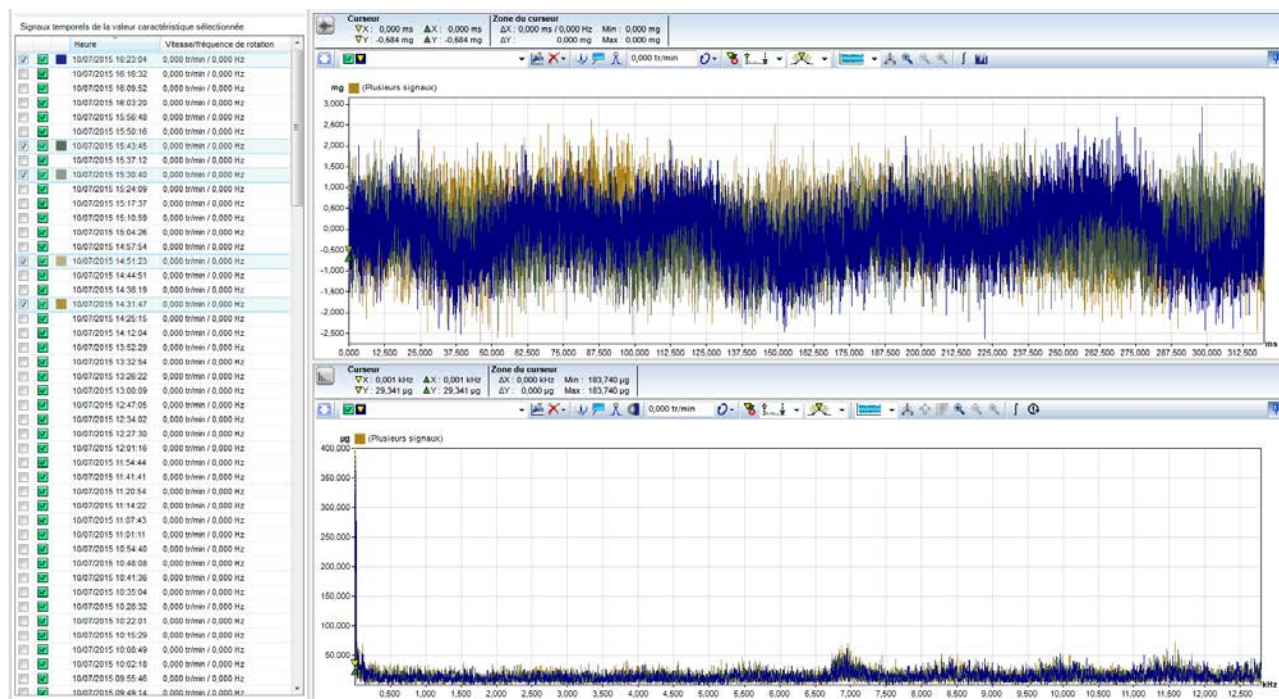 Signaux temporels de la valeur caractéristique sélectionnée
Heure Vitesse/fréquence de rotation
10/07/2015 16:23:04 0,000 tr/min / 0,000 Hz
10/07/2015 16:16:32 0,000 tr/min / 0,000 Hz
10/07/2015 16:09:52 0,000 tr/min / 0,000 Hz
10/07/2015 16:03:20 0,000 tr/min / 0,000 Hz
10/07/2015 15:56:48 0,000 tr/min / 0,000 Hz
10/07/2015 15:50:16 0,000 tr/min / 0,000 Hz
10/07/2015 15:43:45 0,000 tr/min / 0,000 Hz
10/07/2015 15:37:12 0,000 tr/min / 0,000 Hz
10/07/2015 15:30:40 0,000 tr/min / 0,000 Hz
10/07/2015 15:24:09 0,000 tr/min / 0,000 Hz
10/07/2015 15:17:37 0,000 tr/min / 0,000 Hz
10/07/2015 15:10:59 0,000 tr/min / 0,000 Hz
10/07/2015 15:04:26 0,000 tr/min / 0,000 Hz
10/07/2015 14:57:54 0,000 tr/min / 0,000 Hz
10/07/2015 14:51:23 0,000 tr/min / 0,000 Hz
10/07/2015 14:44:51 0,000 tr/min / 0,000 Hz
10/07/2015 14:38:19 0,000 tr/min / 0,000 Hz
10/07/2015 14:31:47 0,000 tr/min / 0,000 Hz
10/07/2015 14:25:15 0,000 tr/min / 0,000 Hz
10/07/2015 14:12:04 0,000 tr/min / 0,000 Hz
10/07/2015 13:52:29 0,000 tr/min / 0,000 Hz
10/07/2015 13:32:54 0,000 tr/min / 0,000 Hz
10/07/2015 13:26:22 0,000 tr/min / 0,000 Hz
10/07/2015 13:00:09 0,000 tr/min / 0,000 Hz
10/07/2015 12:47:05 0,000 tr/min / 0,000 Hz
10/07/2015 12:34:02 0,000 tr/min / 0,000 Hz
10/07/2015 12:27:30 0,000 tr/min / 0,000 Hz
10/07/2015 12:01:16 0,000 tr/min / 0,000 Hz
10/07/2015 11:54:44 0,000 tr/min / 0,000 Hz
10/07/2015 11:41:41 0,000 tr/min / 0,000 Hz
10/07/2015 11:20:54 0,000 tr/min / 0,000 Hz
10/07/2015 11:14:22 0,000 tr/min / 0,000 Hz
10/07/2015 11:07:43 0,000 tr/min / 0,000 Hz
10/07/2015 11:01:11 0,000 tr/min / 0,000 Hz
10/07/2015 10:54:40 0,000 tr/min / 0,000 Hz
10/07/2015 10:48:08 0,000 tr/min / 0,000 Hz
10/07/2015 10:41:36 0,000 tr/min / 0,000 Hz
10/07/2015 10:35:04 0,000 tr/min / 0,000 Hz
10/07/2015 10:28:32 0,000 tr/min / 0,000 Hz
10/07/2015 10:22:01 0,000 tr/min / 0,000 Hz
10/07/2015 10:15:29 0,000 tr/min / 0,000 Hz
10/07/2015 10:08:49 0,000 tr/min / 0,000 Hz
10/07/2015 10:02:18 0,000 tr/min / 0,000 Hz
10/07/2015 09:55:46 0,000 tr/min / 0,000 Hz
10/07/2015 09:49:14 0,000 tr/min / 0,000 Hz
Curseur Zone du curseur
X : 0,000 ms X : 0,000 ms ΔX : 0,000 ms / 0,000 Hz Min : 0,000 mg
Y : -0,684 mg Y : -0,684 mg ΔY : 0,000 mg Max 0,000 mg
0,000 tr/min
mg (Plusieurs signaux)
3,000
2,500
2,000
1,500
1,000
0,500
0,000
-0,500
-1,000
-1,500
-2,000
-2,500
0,000 12,500 25,000 37,500 50,000 62,500 75,000 87,500 100,000 112,500 125,000 137,500 150,000 162,500 175,000 187,500 200,000 212,500 225,000 237,500 250,000 262,500 275,000 287,500 300,000 312,500 ms
Curseur Zone du curseur
X : 0,001 kHz X : 0,001 kHz ΔX : 0,000 kHz Min : 183,740 µg
Y : 29,341 µg Y : 29,341 µg ΔY : 0,000 µg Max : 183,740 µg
0,000 tr/min
µg (Plusieurs signaux)
400,000
350,000
300,000
250,000
200,000
150,000
100,000
50,000
0,500 1,000 1,500 2,000 2,500 3,000 3,500 4,000 4,500 5,000 5,500 6,000 6,500 7,000 7,500 8,000 8,500 9,000 9,500 10,000 10,500 11,000 11,500 12,000 kHz